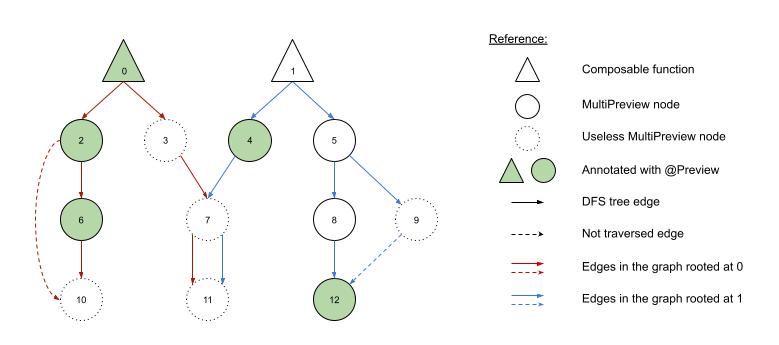 Reference:
0
1
Composable function
MultiPreview node
2
3
4
5
Useless MultiPreview node
Annotated with @Preview
DFS tree edge
6
7
8
9
Not traversed edge
Edges in the graph rooted at 0
10
11
12
Edges in the graph rooted at 1